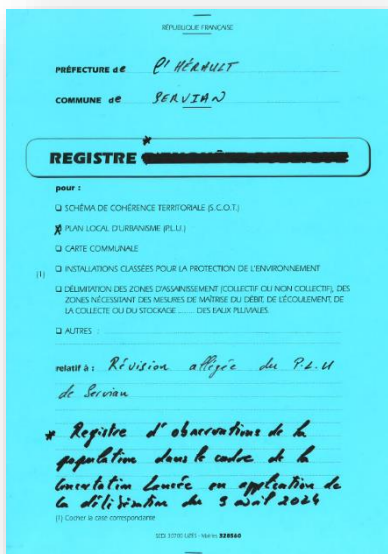 RÉPUBLIQUE FRANÇAISE
PRÉFECTURE de l'HÉRAULT
COMMUNE de SERVIAN
*
REGISTRE
pour :
☐ SCHÉMA DE COHÉRENCE TERRITORIALE (S.C.O.T.)
☒ PLAN LOCAL D'URBANISME (P.L.U.)
☐ CARTE COMMUNALE
(1) ☐ INSTALLATIONS CLASSÉES POUR LA PROTECTION DE L'ENVIRONNEMENT
☐ DÉLIMITATION DES ZONES D'ASSAINISSEMENT (COLLECTIF OU NON COLLECTIF), DES
ZONES NÉCESSITANT DES MESURES DE MAÎTRISE DU DÉBIT, DE L'ÉCOULEMENT, DE
LA COLLECTE OU DU STOCKAGE ........ DES EAUX PLUVIALES.
☐ AUTRES :
relatif à : Révision allégée du P.L.U
de Servian
* Registre d'observations de la
population dans le cadre de la
concertation lancée en application de
la délibération du 3 avril 2024
(1) Cocher la case correspondante